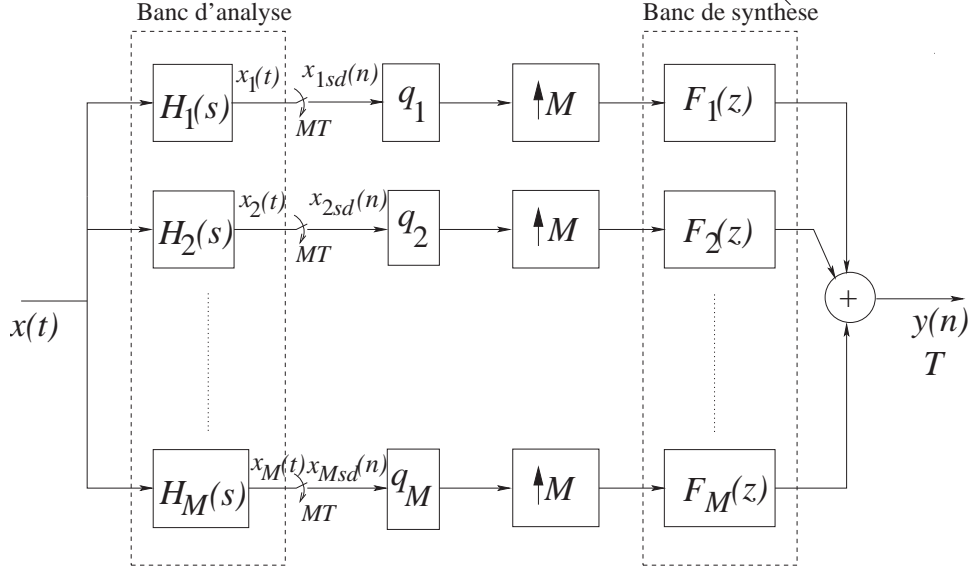 Banc d'analyse
Banc de synthèse
H1(s) x1(t) MT x1sd(n) q1 M F1(z)
H2(s) x2(t) MT x2sd(n) q2 M F2(z)
x(t)
+
y(n)
T
HM(s) xM(t) MT xMsd(n) qM M FM(z)